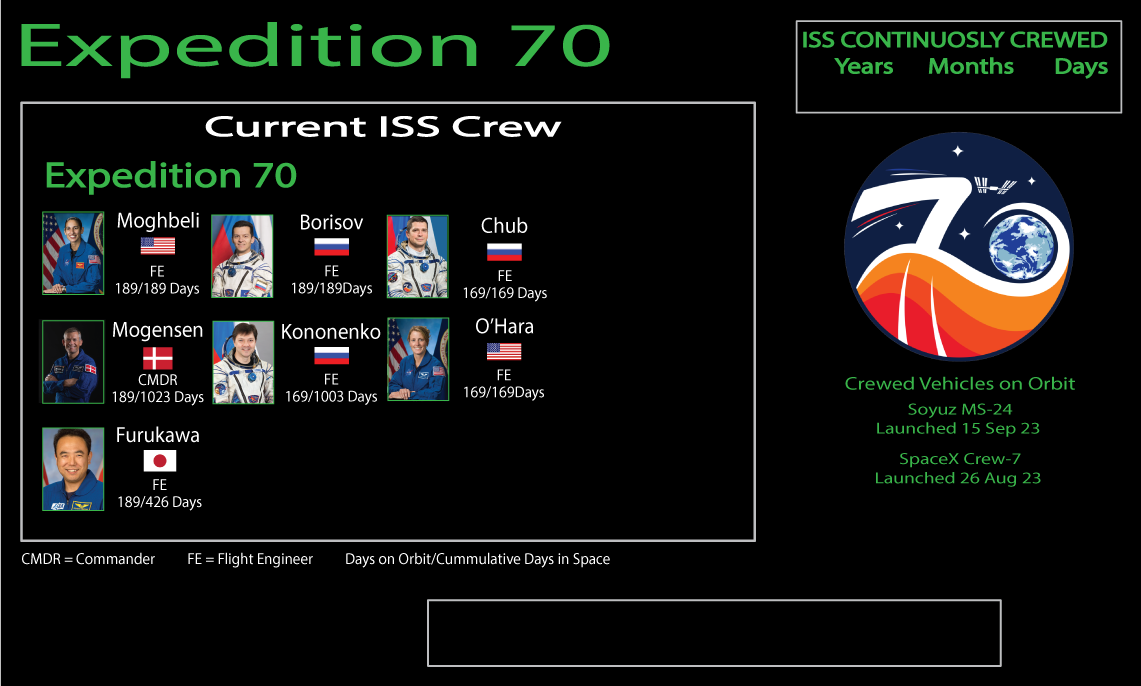 Expedition 70
ISS CONTINUOSLY CREWED
Years Months Days
Current ISS Crew
Expedition 70
Moghbeli
FE
189/189 Days
Borisov
FE
189/189Days
Chub
FE
169/169 Days
Mogensen
CMDR
189/1023 Days
Kononenko
FE
169/1003 Days
O’Hara
FE
169/169Days
Furukawa
FE
189/426 Days
70
Crewed Vehicles on Orbit
Soyuz MS-24
Launched 15 Sep 23
SpaceX Crew-7
Launched 26 Aug 23
CMDR = Commander FE = Flight Engineer Days on Orbit/Cummulative Days in Space